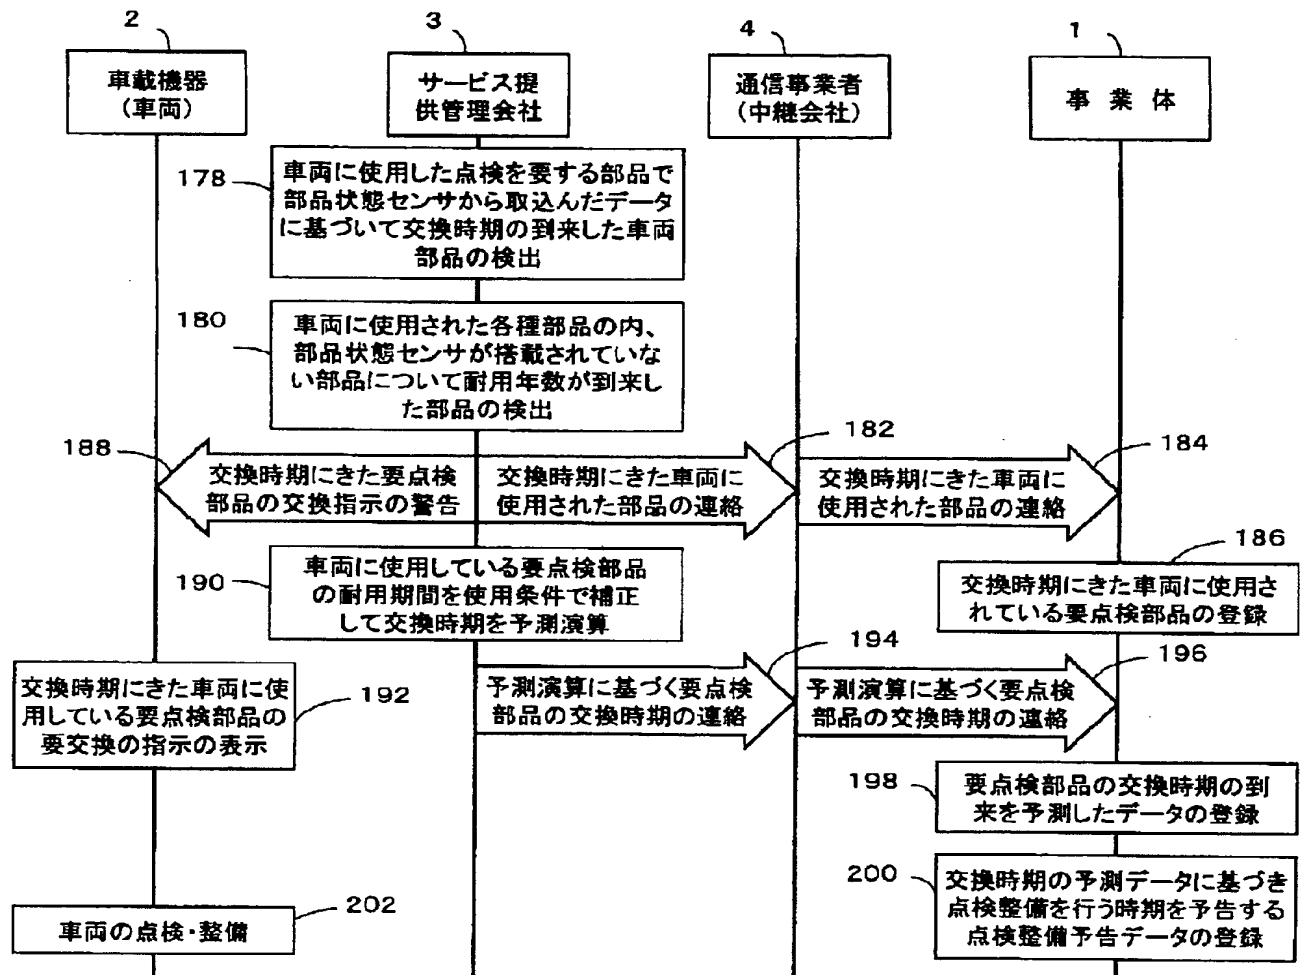 2
3
4
1
車載機器
(車両)
サービス提
供管理会社
通信事業者
(中継会社)
事業体
178
車両に使用した点検を要する部品で
部品状態センサから取込んだデータ
に基づいて交換時期の到来した車両
部品の検出
180
車両に使用された各種部品の内、
部品状態センサが搭載されていな
い部品について耐用年数が到来し
た部品の検出
188
交換時期にきた要点検
部品の交換指示の警告
182
交換時期にきた車両に
使用された部品の連絡
184
交換時期にきた車両に
使用された部品の連絡
186
交換時期にきた車両に使用さ
れている要点検部品の登録
190
車両に使用している要点検部品
の耐用期間を使用条件で補正
して交換時期を予測演算
192
交換時期にきた車両に使
用している要点検部品の
要交換の指示の表示
194
予測演算に基づく要点検
部品の交換時期の連絡
196
予測演算に基づく要点検
部品の交換時期の連絡
198
要点検部品の交換時期の到
来を予測したデータの登録
200
交換時期の予測データに基づき
点検整備を行う時期を予告する
点検整備予告データの登録
202
車両の点検・整備